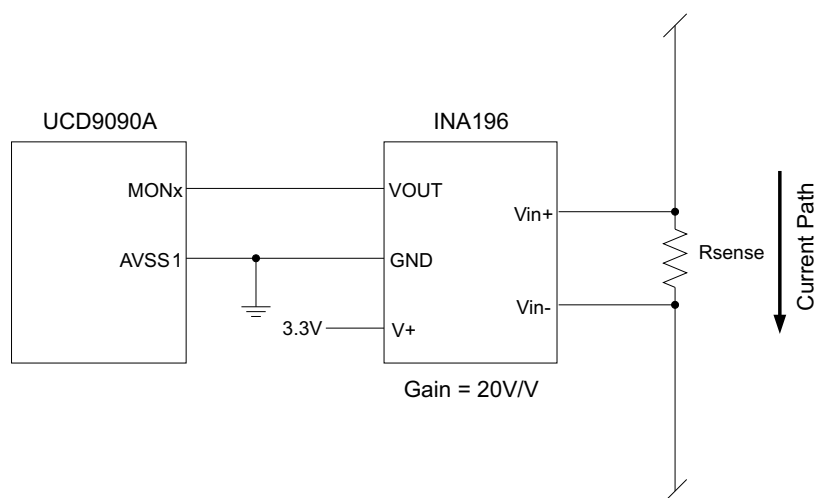 UCD9090A
INA196
MONx
VOUT
Vin+
AVSS1
GND
Rsense
Current Path
Vin-
3.3V
V+
Gain = 20V/V